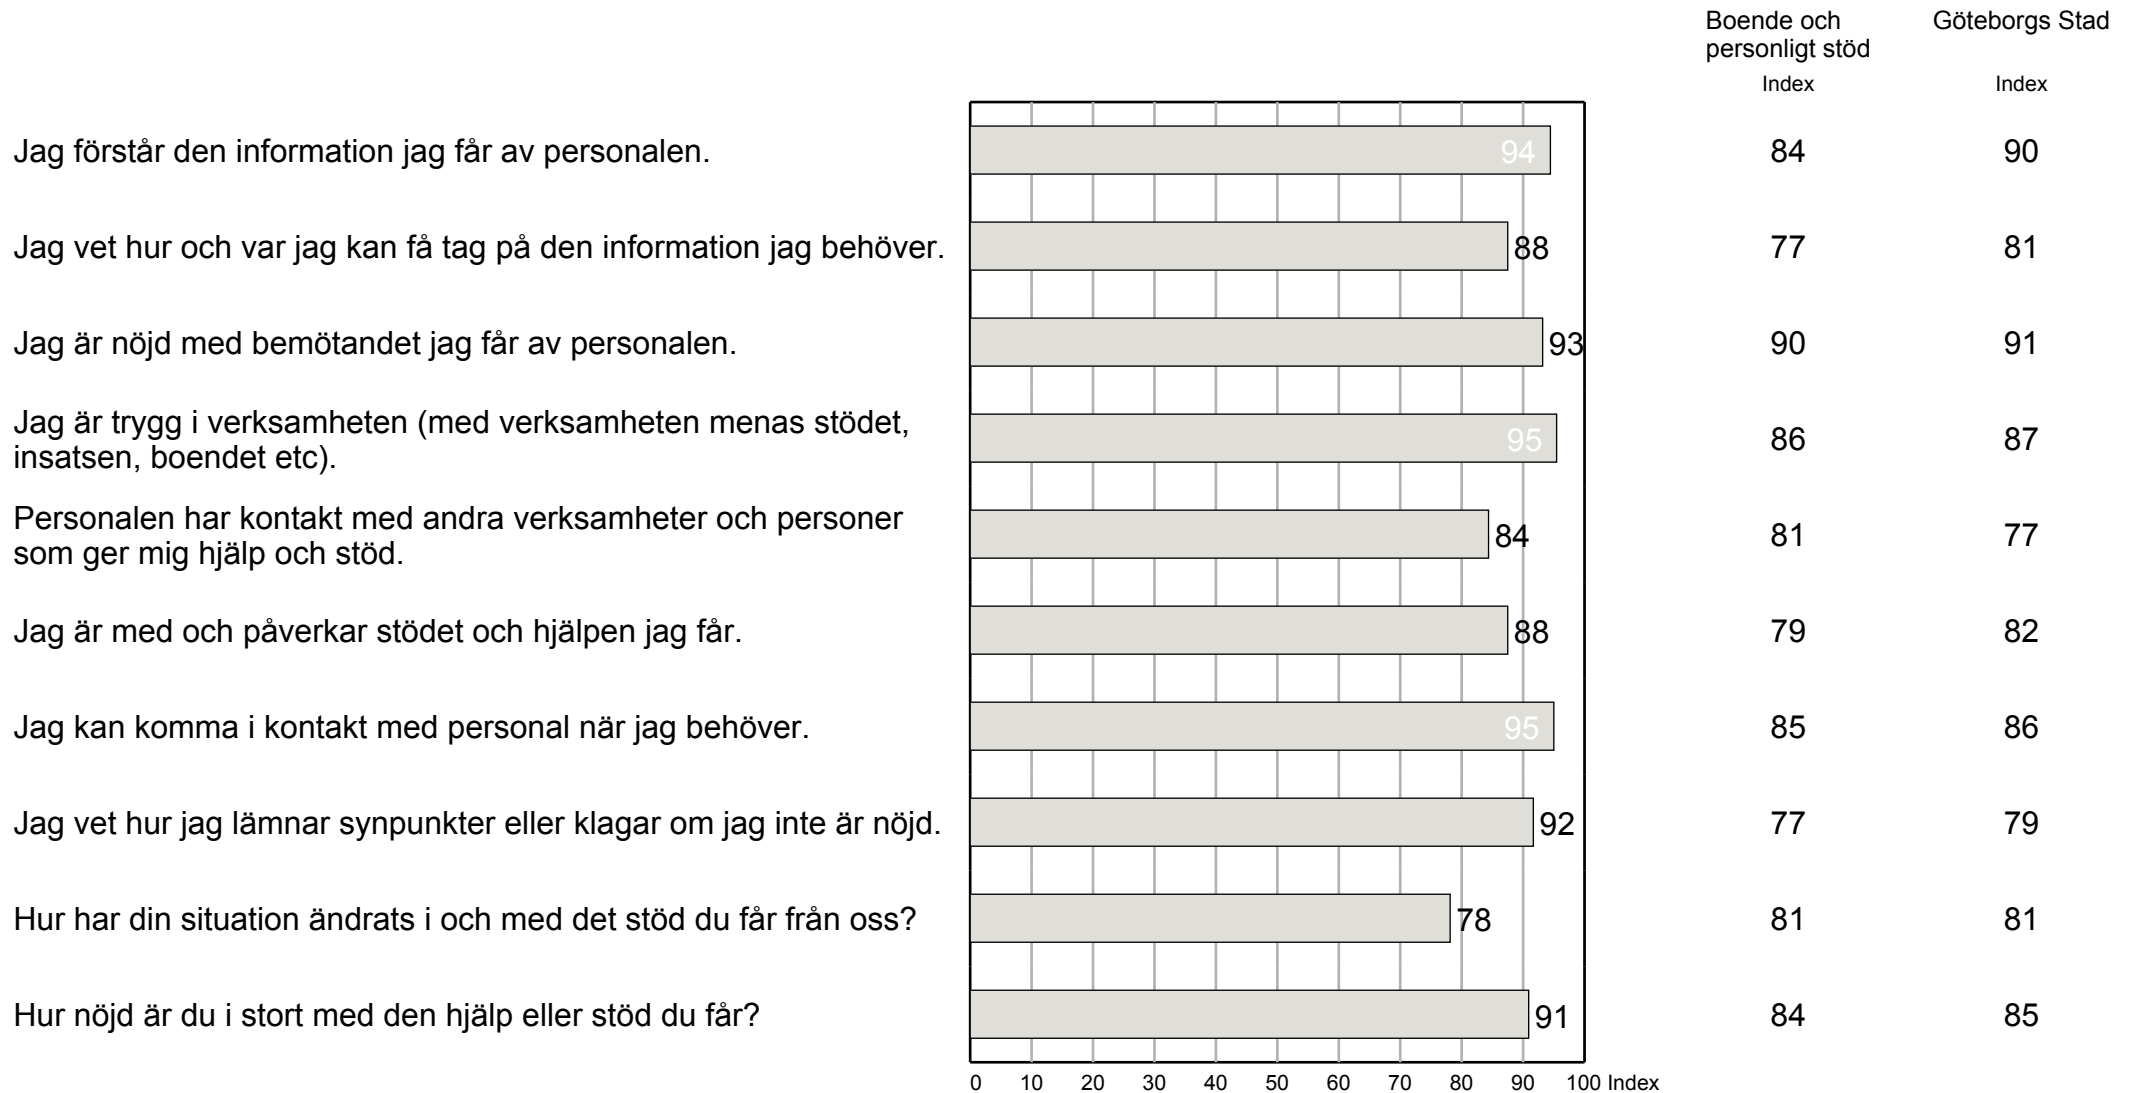 Boende och
personligt stöd
Göteborgs Stad
Index
Index
Jag förstår den information jag får av personalen.
94
84
90
Jag vet hur och var jag kan få tag på den information jag behöver.
88
77
81
Jag är nöjd med bemötandet jag får av personalen.
93
90
91
Jag är trygg i verksamheten (med verksamheten menas stödet,
insatsen, boendet etc).
95
86
87
Personalen har kontakt med andra verksamheter och personer
som ger mig hjälp och stöd.
84
81
77
Jag är med och påverkar stödet och hjälpen jag får.
88
79
82
Jag kan komma i kontakt med personal när jag behöver.
95
85
86
Jag vet hur jag lämnar synpunkter eller klagar om jag inte är nöjd.
92
77
79
Hur har din situation ändrats i och med det stöd du får från oss?
78
81
81
Hur nöjd är du i stort med den hjälp eller stöd du får?
91
84
85
0 10 20 30 40 50 60 70 80 90 100 Index